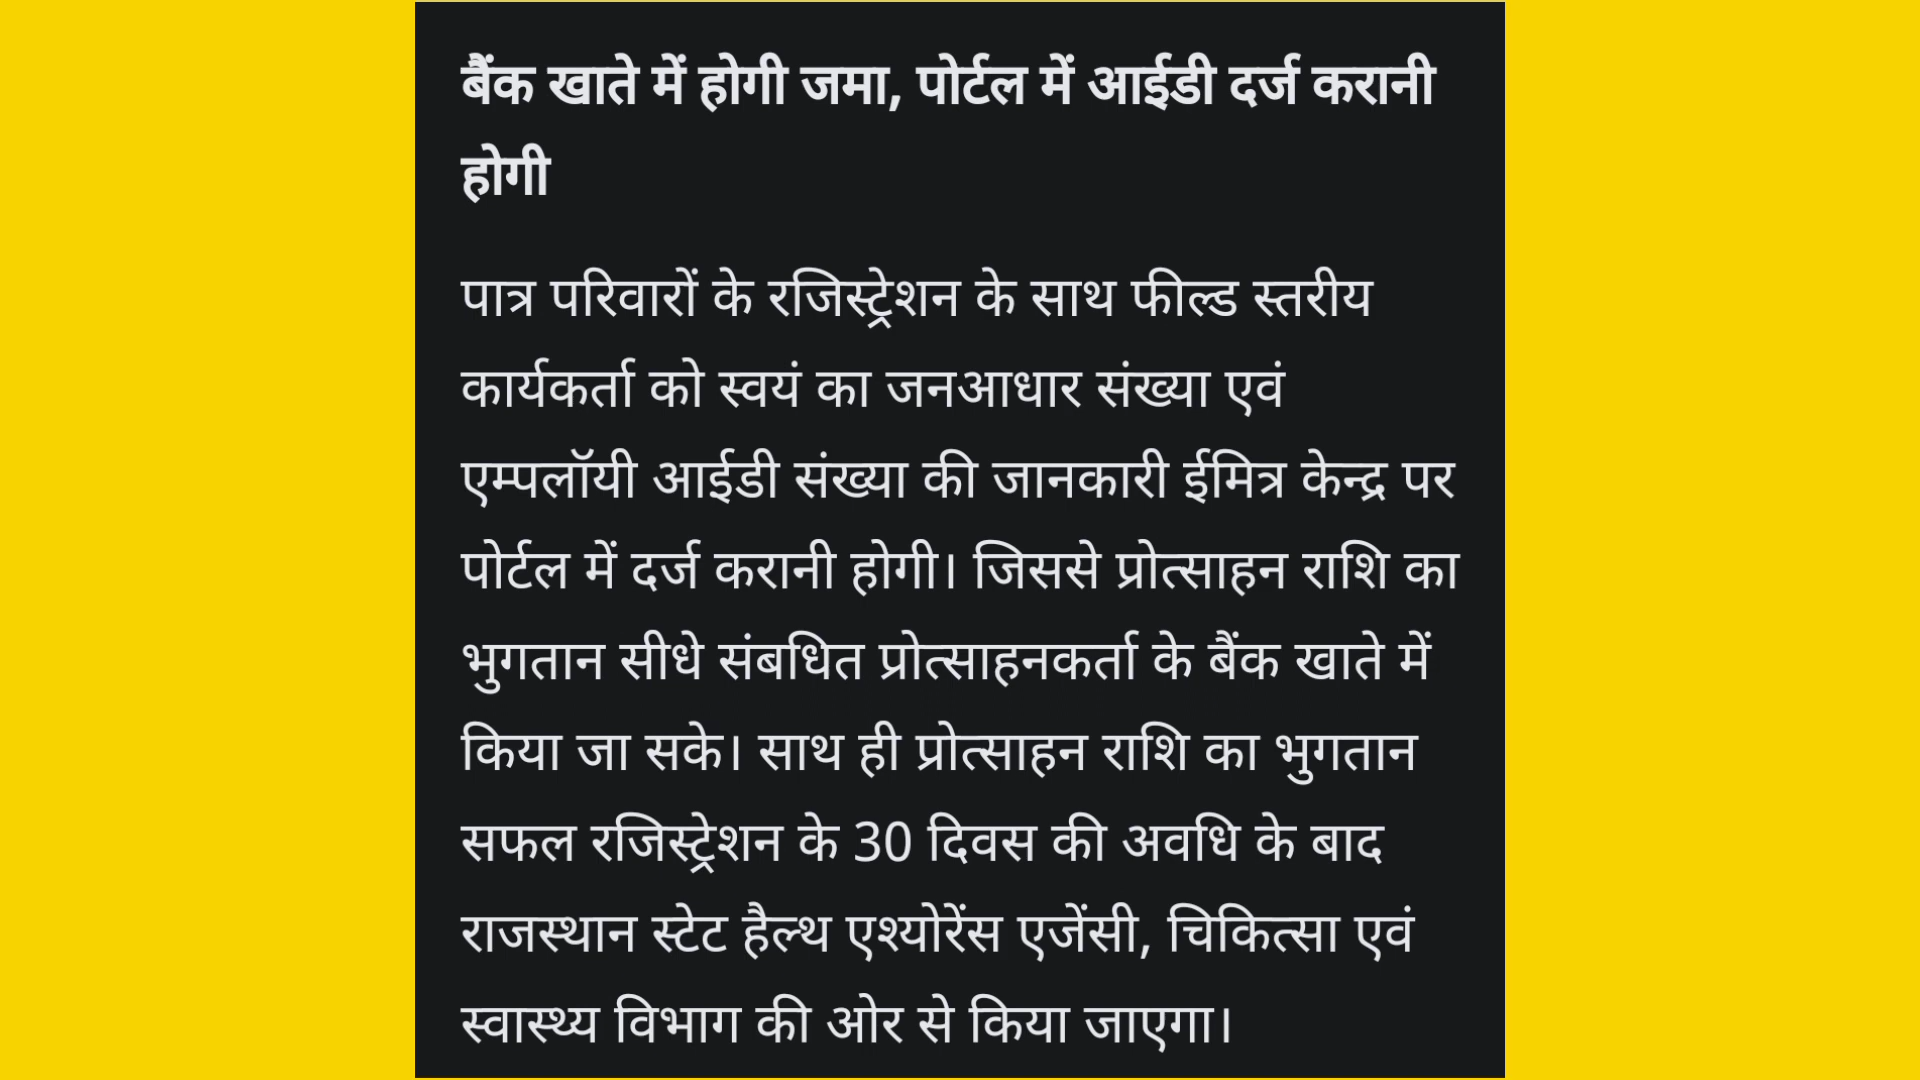 बैंक खाते में होगी जमा, पोर्टल में आईडी दर्ज करानी
होगी
पात्र परिवारों के रजिस्ट्रेशन के साथ फील्ड स्तरीय
कार्यकर्ता को स्वयं का जनआधार संख्या एवं
एम्पलॉयी आईडी संख्या की जानकारी ईमित्र केन्द्र पर
पोर्टल में दर्ज करानी होगी। जिससे प्रोत्साहन राशि का
भुगतान सीधे संबधित प्रोत्साहनकर्ता के बैंक खाते में
किया जा सके। साथ ही प्रोत्साहन राशि का भुगतान
सफल रजिस्ट्रेशन के 30 दिवस की अवधि के बाद
राजस्थान स्टेट हैल्थ एश्योरेंस एजेंसी, चिकित्सा एवं
स्वास्थ्य विभाग की ओर से किया जाएगा।